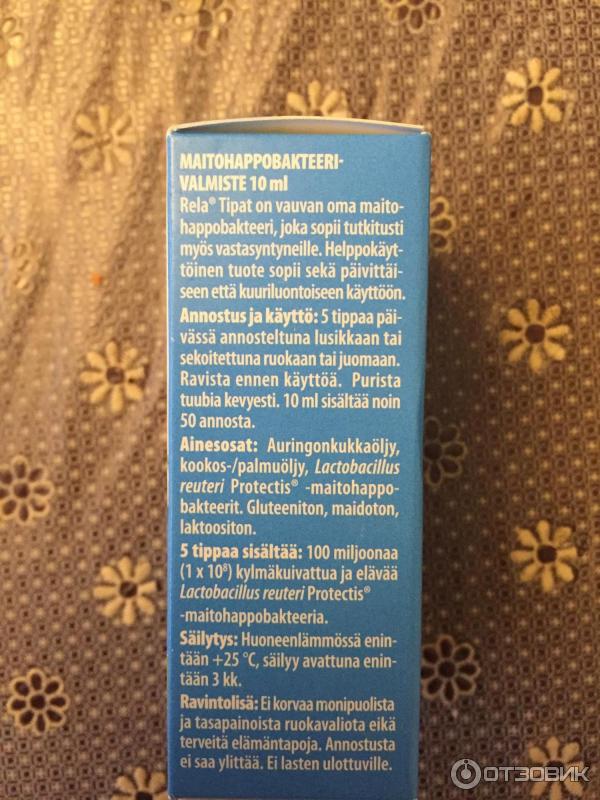 MAITOHAPPOBAKTEERI-
VALMISTE 10 ml
Rela® Tipat on vauvan oma maito-
happobakteeri, joka sopii tutkitusti
myös vastasyntyneille. Helppokäyt-
töinen tuote sopii sekä päivittäi-
seen että kuuriluontoiseen käyttöön.
Annostus ja käyttö: 5 tippaa päi-
vässä annosteltuna lusikkaan tai
sekoitettuna ruokaan tai juomaan.
Ravista ennen käyttöä. Purista
tuubia kevyesti. 10 ml sisältää noin
50 annosta.
Ainesosat: Auringonkukkaöljy,
kookos-/palmuöljy, Lactobacillus
reuteri Protectis® -maitohappo-
bakteerit. Gluteeniton, maidoton,
laktoositon.
5 tippaa sisältää: 100 miljoonaa
(1 x 10⁸) kylmäkuivattua ja elävää
Lactobacillus reuteri Protectis®
-maitohappobakteeria.
Säilytys: Huoneenlämmössä enin-
tään +25 °C, säilyy avattuna enin-
tään 3 kk.
Ravintolisä: Ei korvaa monipuolista
ja tasapainoista ruokavaliota eikä
terveitä elämäntapoja. Annostusta
ei saa ylittää. Ei lasten ulottuville.
ОТЗОВИК